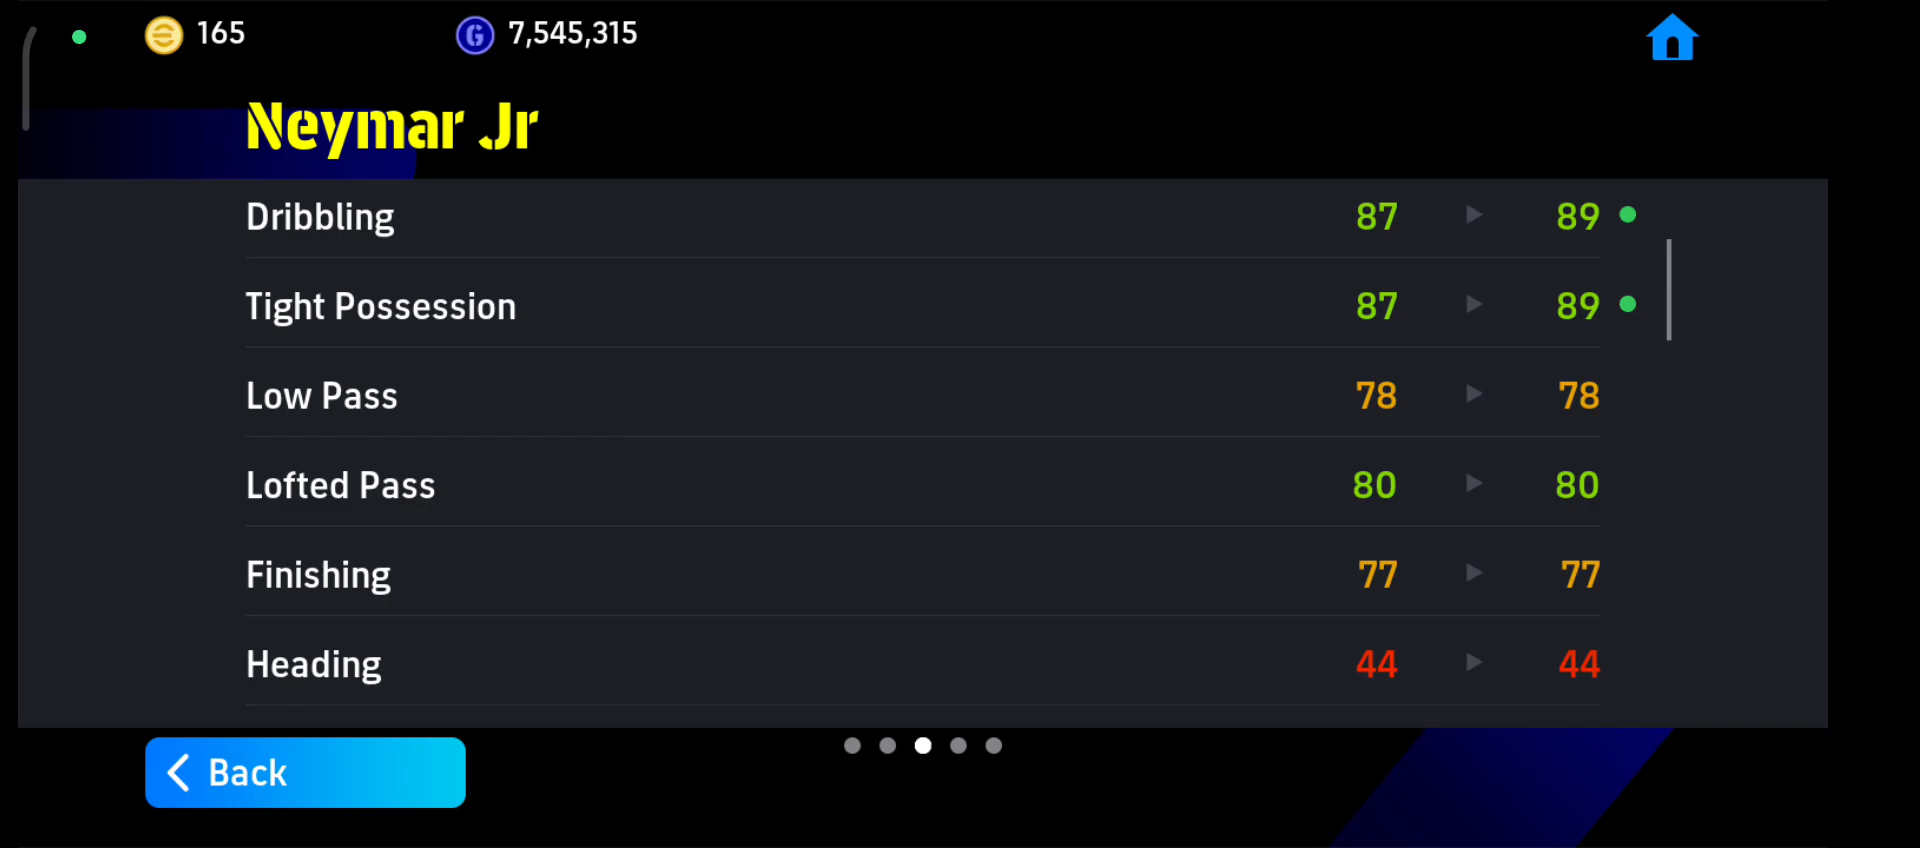 165 7,545,315
Neymar Jr
Dribbling 87 ▶ 89
Tight Possession 87 ▶ 89
Low Pass 78 ▶ 78
Lofted Pass 80 ▶ 80
Finishing 77 ▶ 77
Heading 44 ▶ 44
Back